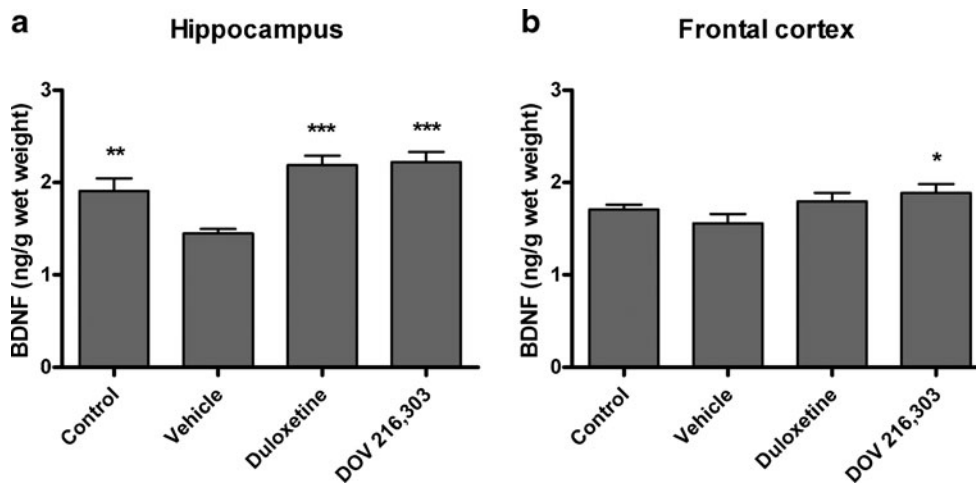 a
Hippocampus
BDNF (ng/g wet weight)
3
2
1
0
**
***
***
Control
Vehicle
Duloxetine
DOV 216,303
b
Frontal cortex
BDNF (ng/g wet weight)
3
2
1
0
*
Control
Vehicle
Duloxetine
DOV 216,303